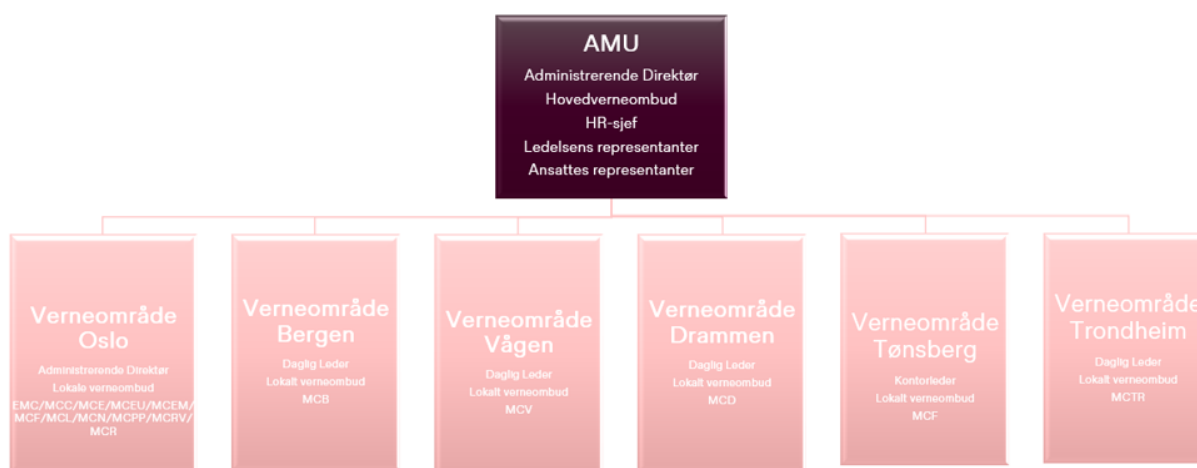 AMU
Administrerende Direktør
Hovedverneombud
HR-sjef
Ledelsens representanter
Ansattes representanter
Verneområde
Oslo
Administrerende Direktør
Lokale verneombud
EMC/MCC/MCE/MCEU/MCEM/
MCF/MCL/MCN/MCPP/MCRV/
MCR
Verneområde
Bergen
Daglig Leder
Lokalt verneombud
MCB
Verneområde
Vågen
Daglig Leder
Lokalt verneombud
MCV
Verneområde
Drammen
Daglig Leder
Lokalt verneombud
MCD
Verneområde
Tønsberg
Kontorleder
Lokalt verneombud
MCF
Verneområde
Trondheim
Daglig Leder
Lokalt verneombud
MCTR